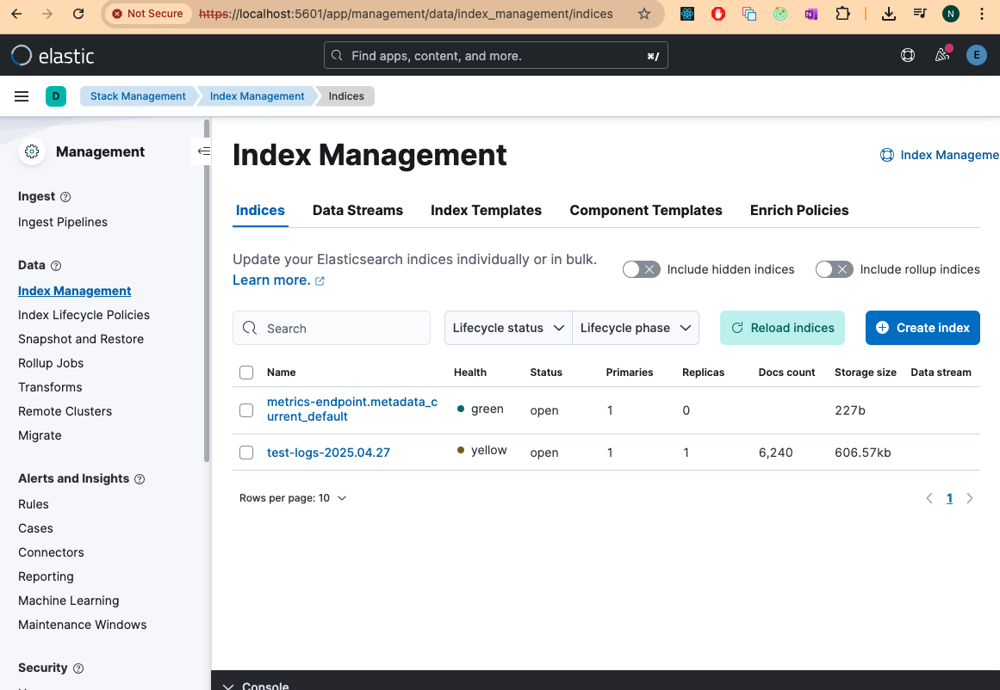 Not Secure https://localhost:5601/app/management/data/index_management/indices N
elastic Find apps, content, and more. ⌘/ E
D Stack Management Index Management Indices
Management
Ingest
Ingest Pipelines
Data
Index Management
Index Lifecycle Policies
Snapshot and Restore
Rollup Jobs
Transforms
Remote Clusters
Migrate
Alerts and Insights
Rules
Cases
Connectors
Reporting
Machine Learning
Maintenance Windows
Security
Index Management
Index Manageme
Indices Data Streams Index Templates Component Templates Enrich Policies
Update your Elasticsearch indices individually or in bulk.
Learn more.
Include hidden indices Include rollup indices
Search Lifecycle status Lifecycle phase Reload indices Create index
Name Health Status Primaries Replicas Docs count Storage size Data stream
metrics-endpoint.metadata_c
urrent_default green open 1 0 227b
test-logs-2025.04.27 yellow open 1 1 6,240 606.57kb
Rows per page: 10 1
Console